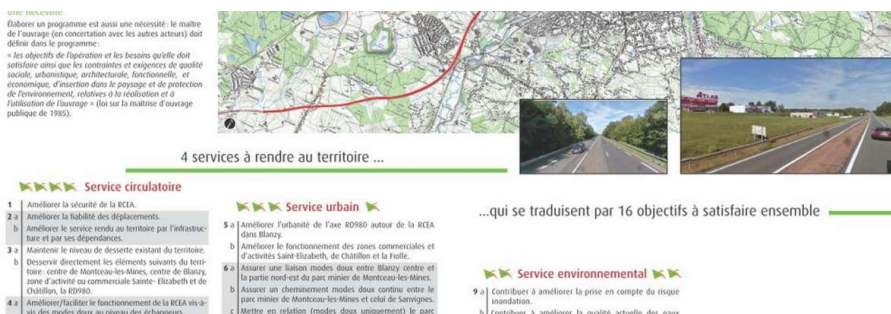 une nécessité
Élaborer un programme est aussi une nécessité : le maître
de l'ouvrage (en concertation avec les autres acteurs) doit
définir dans le programme :
« les objectifs de l'opération et les besoins qu'elle doit
satisfaire ainsi que les contraintes et exigences de qualité
sociale, urbanistique, architecturale, fonctionnelle, et
économique, d'insertion dans le paysage et de protection
de l'environnement, relatives à la réalisation et à
l'utilisation de l'ouvrage » (loi sur la maîtrise d'ouvrage
publique de 1985).
4 services à rendre au territoire ...
Service circulatoire
1 Améliorer la sécurité de la RCEA.
2 a Améliorer la fiabilité des déplacements.
b Améliorer le service rendu au territoire par l'infrastruc-
ture et par ses dépendances.
3 a Maintenir le niveau de desserte existant du territoire.
b Desservir directement les éléments suivants du terri-
toire : centre de Montceau-les-Mines, centre de Blanzy,
zone d'activité ou commerciale Sainte- Elizabeth et de
Châtillon, la RD980.
4 a Améliorer/faciliter le fonctionnement de la RCEA vis-à-
vis des modes doux au niveau des échangeurs.
Service urbain
5 a Améliorer l'urbanité de l'axe RD980 autour de la RCEA
dans Blanzy.
b Améliorer le fonctionnement des zones commerciales et
d'activités Saint-Elizabeth, de Châtillon et la Fiolle.
6 a Assurer une liaison modes doux entre Blanzy centre et
la partie nord-est du parc minier de Montceau-les-Mines.
b Assurer un cheminement modes doux continu entre le
parc minier de Montceau-les-Mines et celui de Sanvignes.
c Mettre en relation (modes doux uniquement) le parc
...qui se traduisent par 16 objectifs à satisfaire ensemble
Service environnemental
9 a Contribuer à améliorer la prise en compte du risque
inondation.
b Contribuer à améliorer la qualité actuelle des eaux
ATLAS